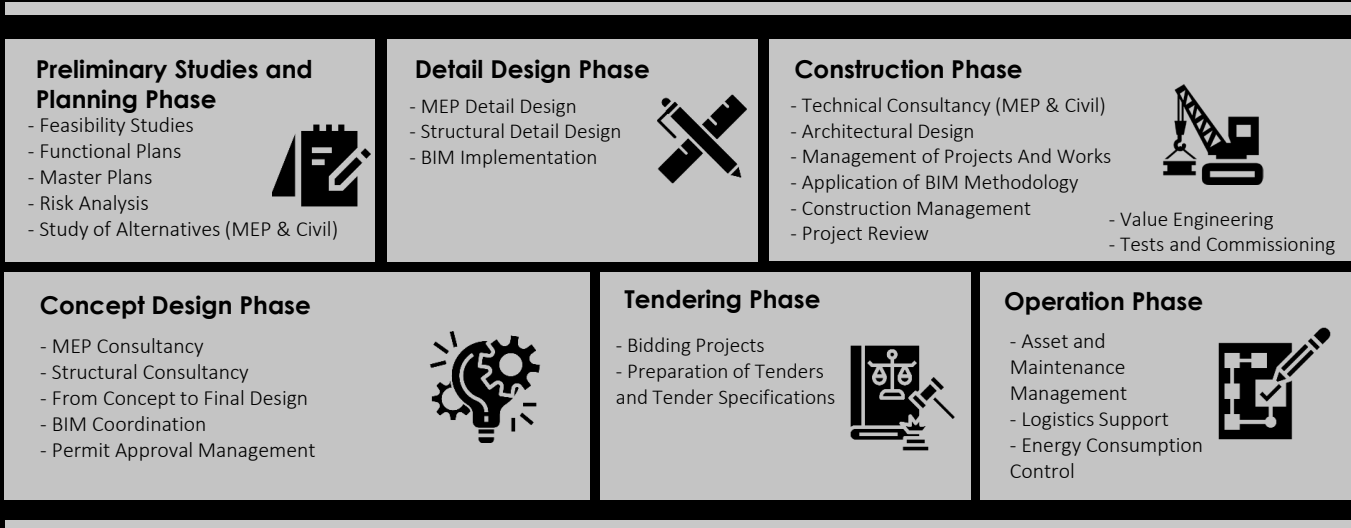 Preliminary Studies and
Planning Phase
- Feasibility Studies
- Functional Plans
- Master Plans
- Risk Analysis
- Study of Alternatives (MEP & Civil)
Detail Design Phase
- MEP Detail Design
- Structural Detail Design
- BIM Implementation
Construction Phase
- Technical Consultancy (MEP & Civil)
- Architectural Design
- Management of Projects And Works
- Application of BIM Methodology
- Construction Management
- Project Review
- Value Engineering
- Tests and Commissioning
Concept Design Phase
- MEP Consultancy
- Structural Consultancy
- From Concept to Final Design
- BIM Coordination
- Permit Approval Management
Tendering Phase
- Bidding Projects
- Preparation of Tenders
and Tender Specifications
Operation Phase
- Asset and
Maintenance
Management
- Logistics Support
- Energy Consumption
Control